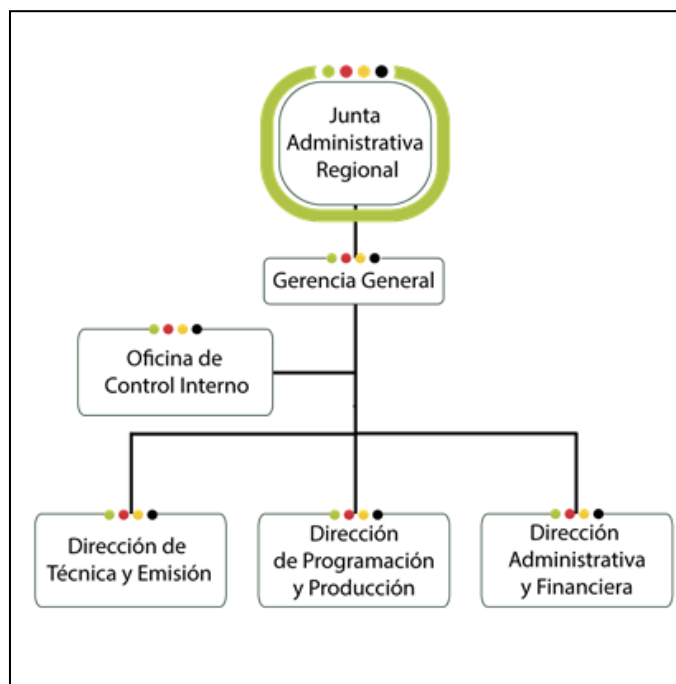 Junta
Administrativa
Regional
Gerencia General
Oficina de
Control Interno
Dirección de
Técnica y Emisión
Dirección
de Programación
y Producción
Dirección
Administrativa
y Financiera